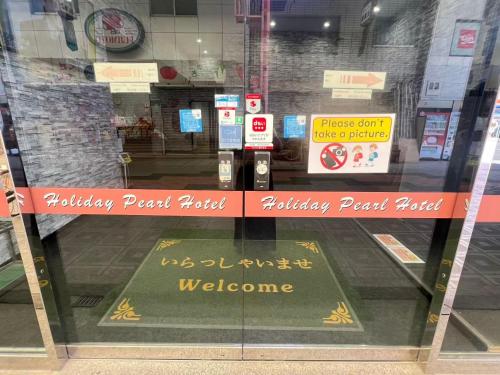 Please don't
take a picture.
Holiday Pearl Hotel
Holiday Pearl Hotel
いらっしゃいませ
Welcome